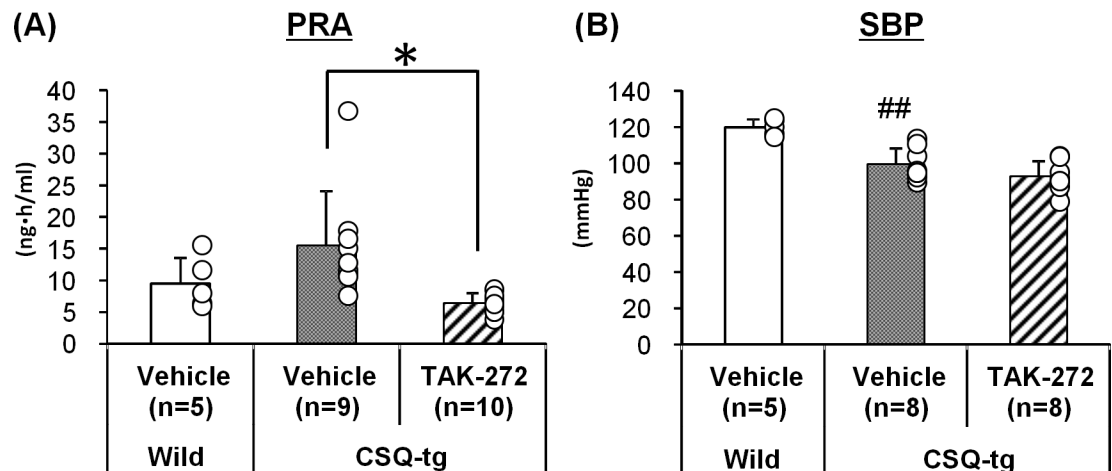 (A) PRA
*
(ng·h/ml)
40
35
30
25
20
15
10
5
0
Vehicle Vehicle TAK-272
(n=5) (n=9) (n=10)
Wild CSQ-tg
(B) SBP
##
(mmHg)
140
120
100
80
60
40
20
0
Vehicle Vehicle TAK-272
(n=5) (n=8) (n=8)
Wild CSQ-tg